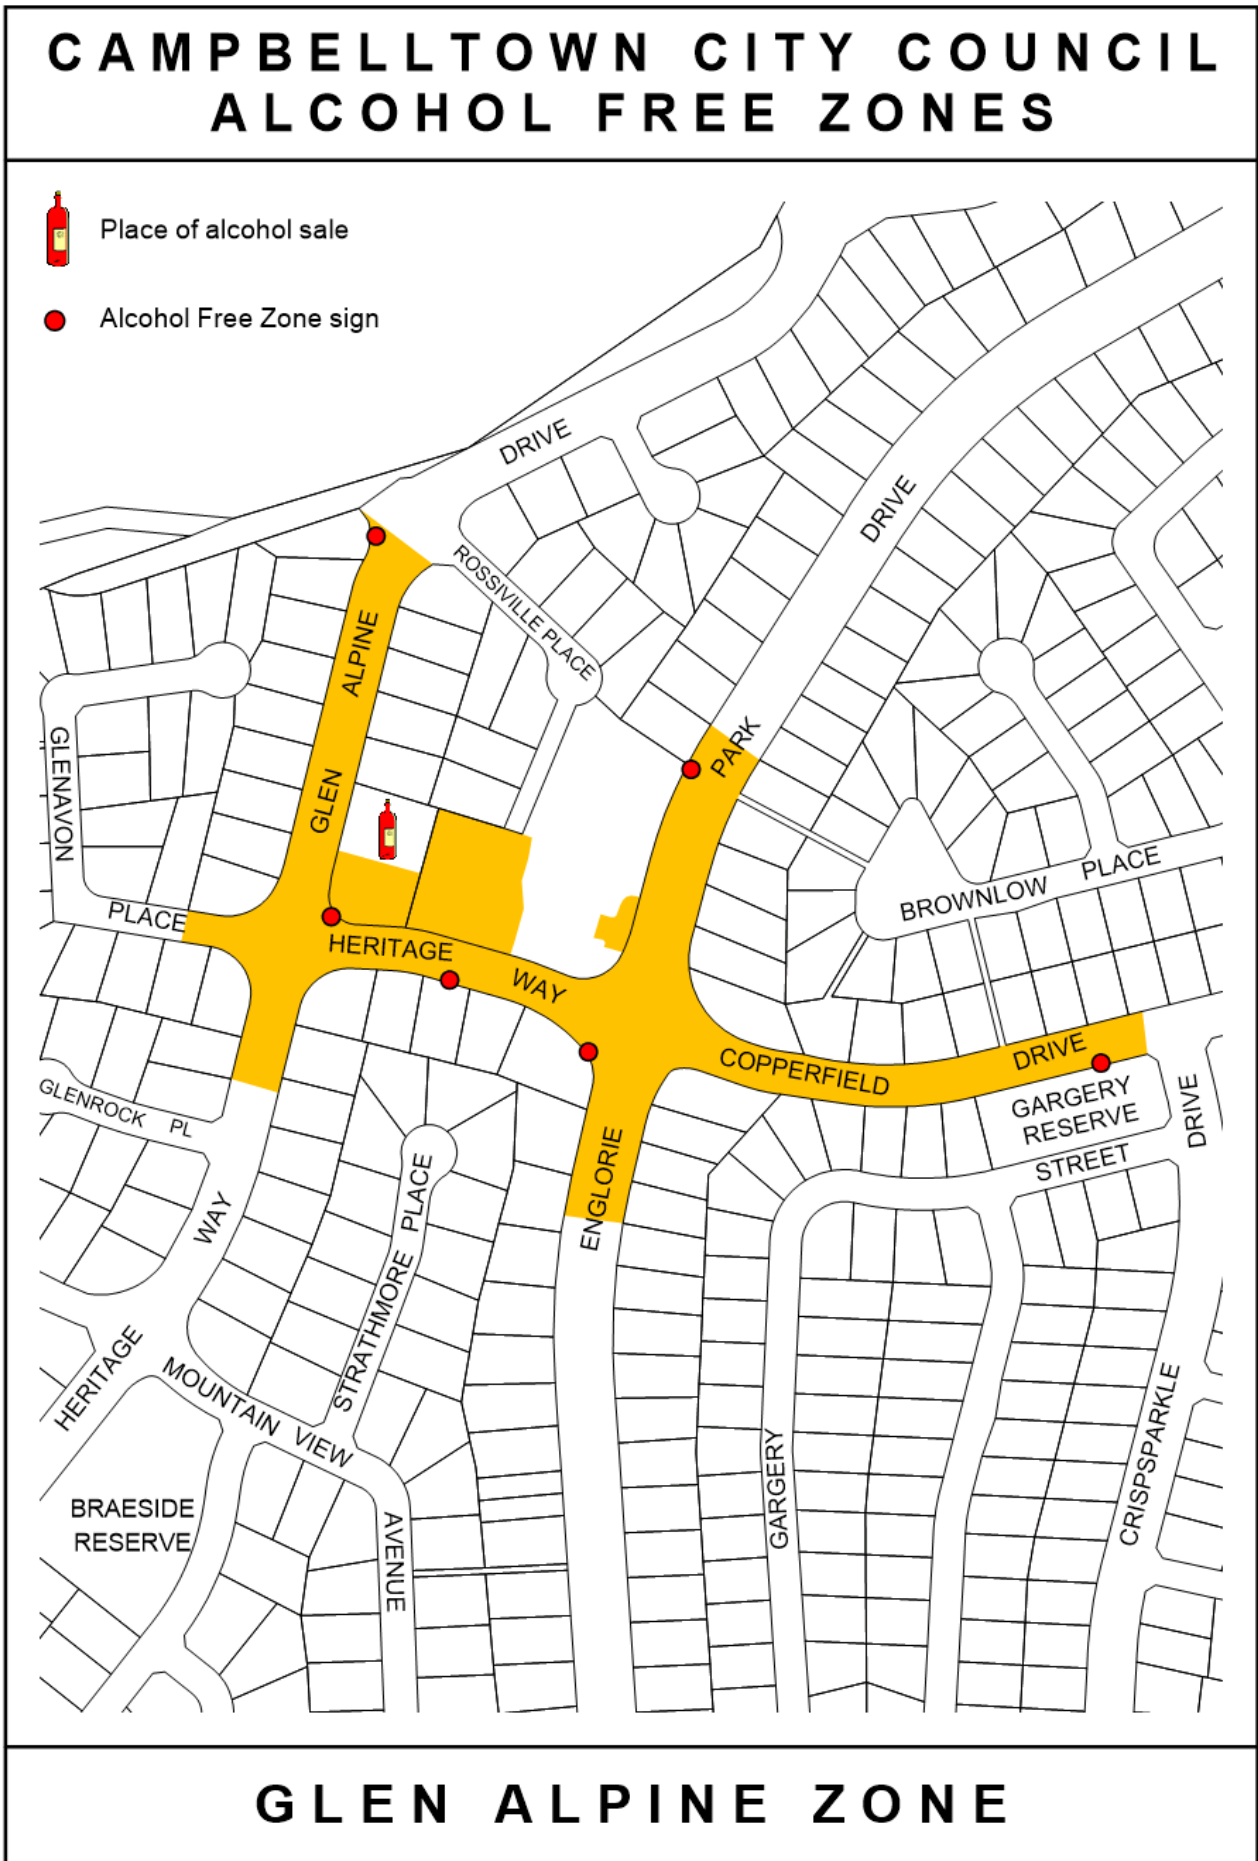 CAMPBELLTOWN CITY COUNCIL
ALCOHOL FREE ZONES
Place of alcohol sale
Alcohol Free Zone sign
DRIVE
DRIVE
ROSSIVILLE PLACE
ALPINE
GLEN
PARK
GLENAVON
PLACE
HERITAGE
WAY
BROWNLOW PLACE
COPPERFIELD
DRIVE
GARGERY
RESERVE
DRIVE
STREET
GLENROCK PL
ENGLORIE
STRATHMORE PLACE
WAY
HERITAGE
MOUNTAIN VIEW
AVENUE
BRAESIDE
RESERVE
GARGERY
CRISPSPARKLE
GLEN ALPINE ZONE